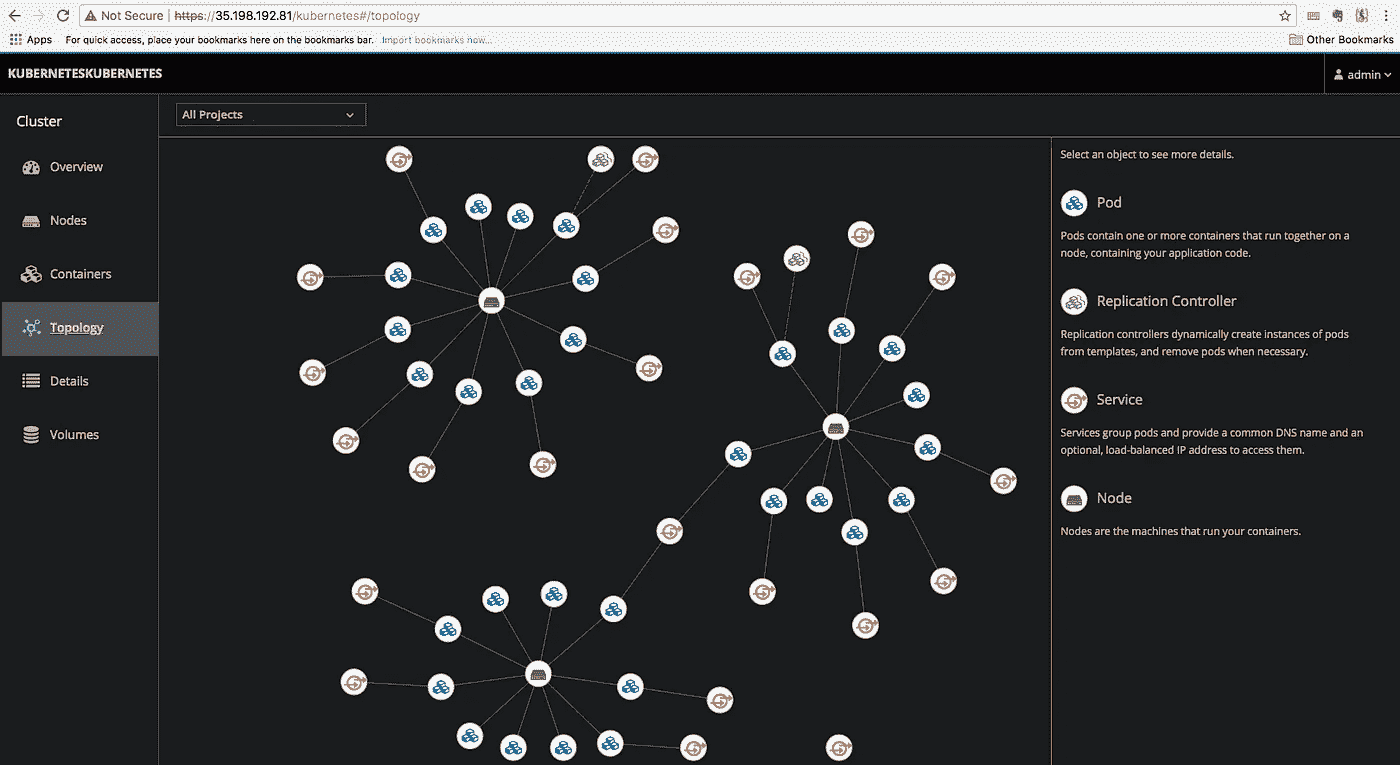 Not Secure | https://35.198.192.81/kubernetes#/topology
Apps For quick access, place your bookmarks here on the bookmarks bar. Import bookmarks now... Other Bookmarks
KUBERNETESKUBERNETES
admin
Cluster
Overview
Nodes
Containers
Topology
Details
Volumes
All Projects
Select an object to see more details.
Pod
Pods contain one or more containers that run together on a
node, containing your application code.
Replication Controller
Replication controllers dynamically create instances of pods
from templates, and remove pods when necessary.
Service
Services group pods and provide a common DNS name and an
optional, load-balanced IP address to access them.
Node
Nodes are the machines that run your containers.